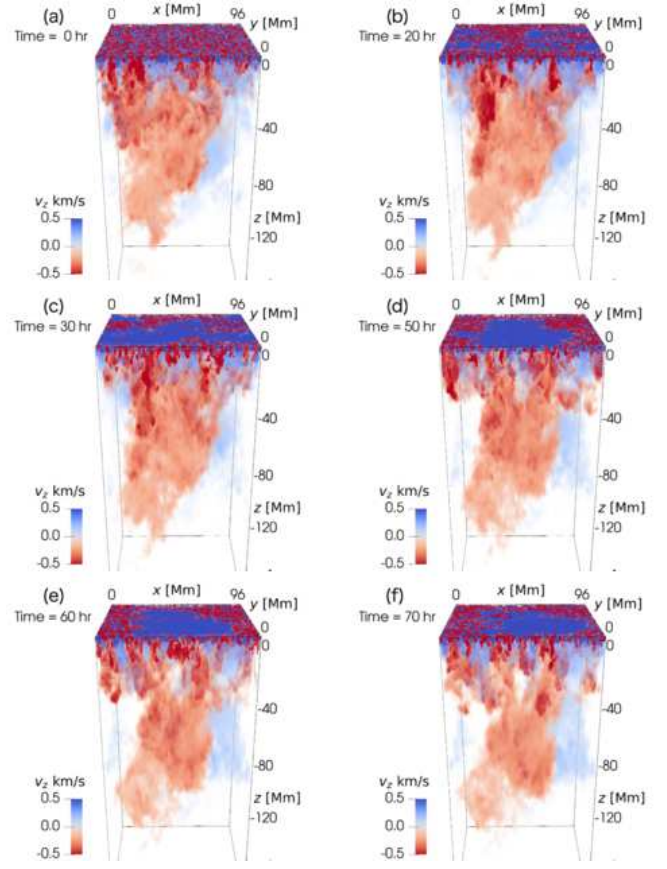 (a) x [Mm] 96 y [Mm]
0
Time = 0 hr
0
0
-40
-80
v_z km/s
0.5
0.0
-0.5
z [Mm]
-120
(b) x [Mm] 96 y [Mm]
0
Time = 20 hr
0
0
-40
-80
v_z km/s
0.5
0.0
-0.5
z [Mm]
-120
(c) x [Mm] 96 y [Mm]
0
Time = 30 hr
0
0
-40
-80
v_z km/s
0.5
0.0
-0.5
z [Mm]
-120
(d) x [Mm] 96 y [Mm]
0
Time = 50 hr
0
0
-40
-80
v_z km/s
0.5
0.0
-0.5
z [Mm]
-120
(e) x [Mm] 96 y [Mm]
0
Time = 60 hr
0
0
-40
-80
v_z km/s
0.5
0.0
-0.5
z [Mm]
-120
(f) x [Mm] 96 y [Mm]
0
Time = 70 hr
0
0
-40
-80
v_z km/s
0.5
0.0
-0.5
z [Mm]
-120